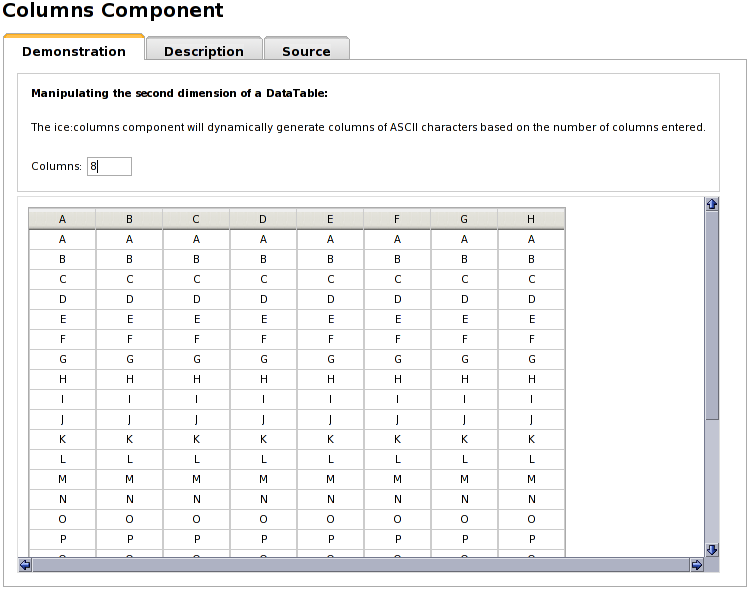 Columns Component
Demonstration Description Source
Manipulating the second dimension of a DataTable:
The ice:columns component will dynamically generate columns of ASCII characters based on the number of columns entered.
Columns: 8
A B C D E F G H
A A A A A A A A
B B B B B B B B
C C C C C C C C
D D D D D D D D
E E E E E E E E
F F F F F F F F
G G G G G G G G
H H H H H H H H
I I I I I I I I
J J J J J J J J
K K K K K K K K
L L L L L L L L
M M M M M M M M
N N N N N N N N
O O O O O O O O
P P P P P P P P